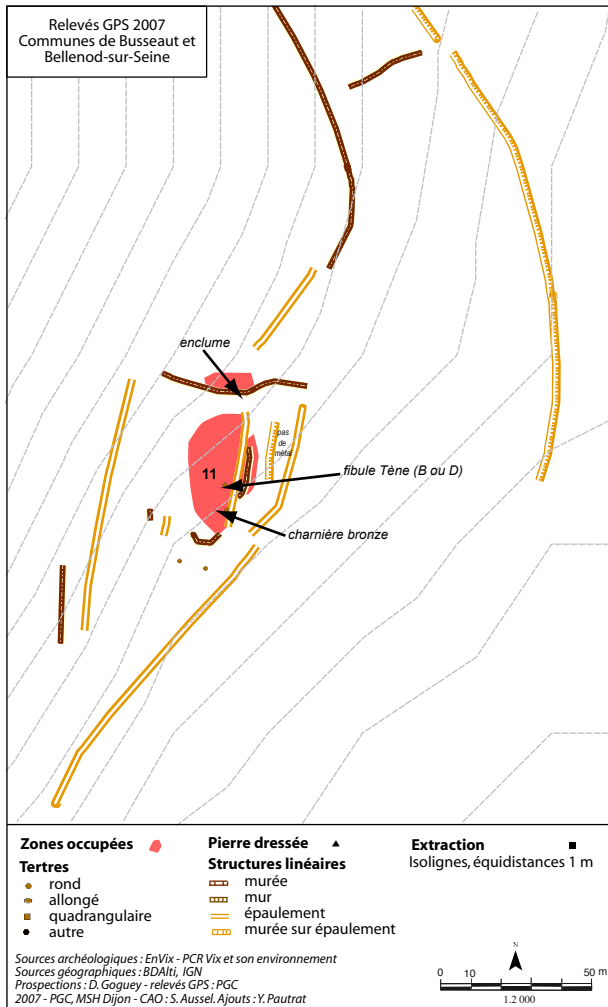 Relevés GPS 2007
Communes de Busseaut et
Bellenod-sur-Seine
enclume
pas
de
métal
11
fibule Tène (B ou D)
charnière bronze
Zones occupées
Tertres
rond
allongé
quadrangulaire
autre
Pierre dressée
Structures linéaires
murée
mur
épaulement
murée sur épaulement
Extraction
Isolignes, équidistances 1 m
Sources archéologiques : EnVix - PCR Vix et son environnement
Sources géographiques : BDAlti, IGN
Prospections : D. Goguey - relevés GPS : PGC
2007 - PGC, MSH Dijon - CAO : S. Aussel. Ajouts : Y. Pautrat
N
0 10 50 m
1:2 000